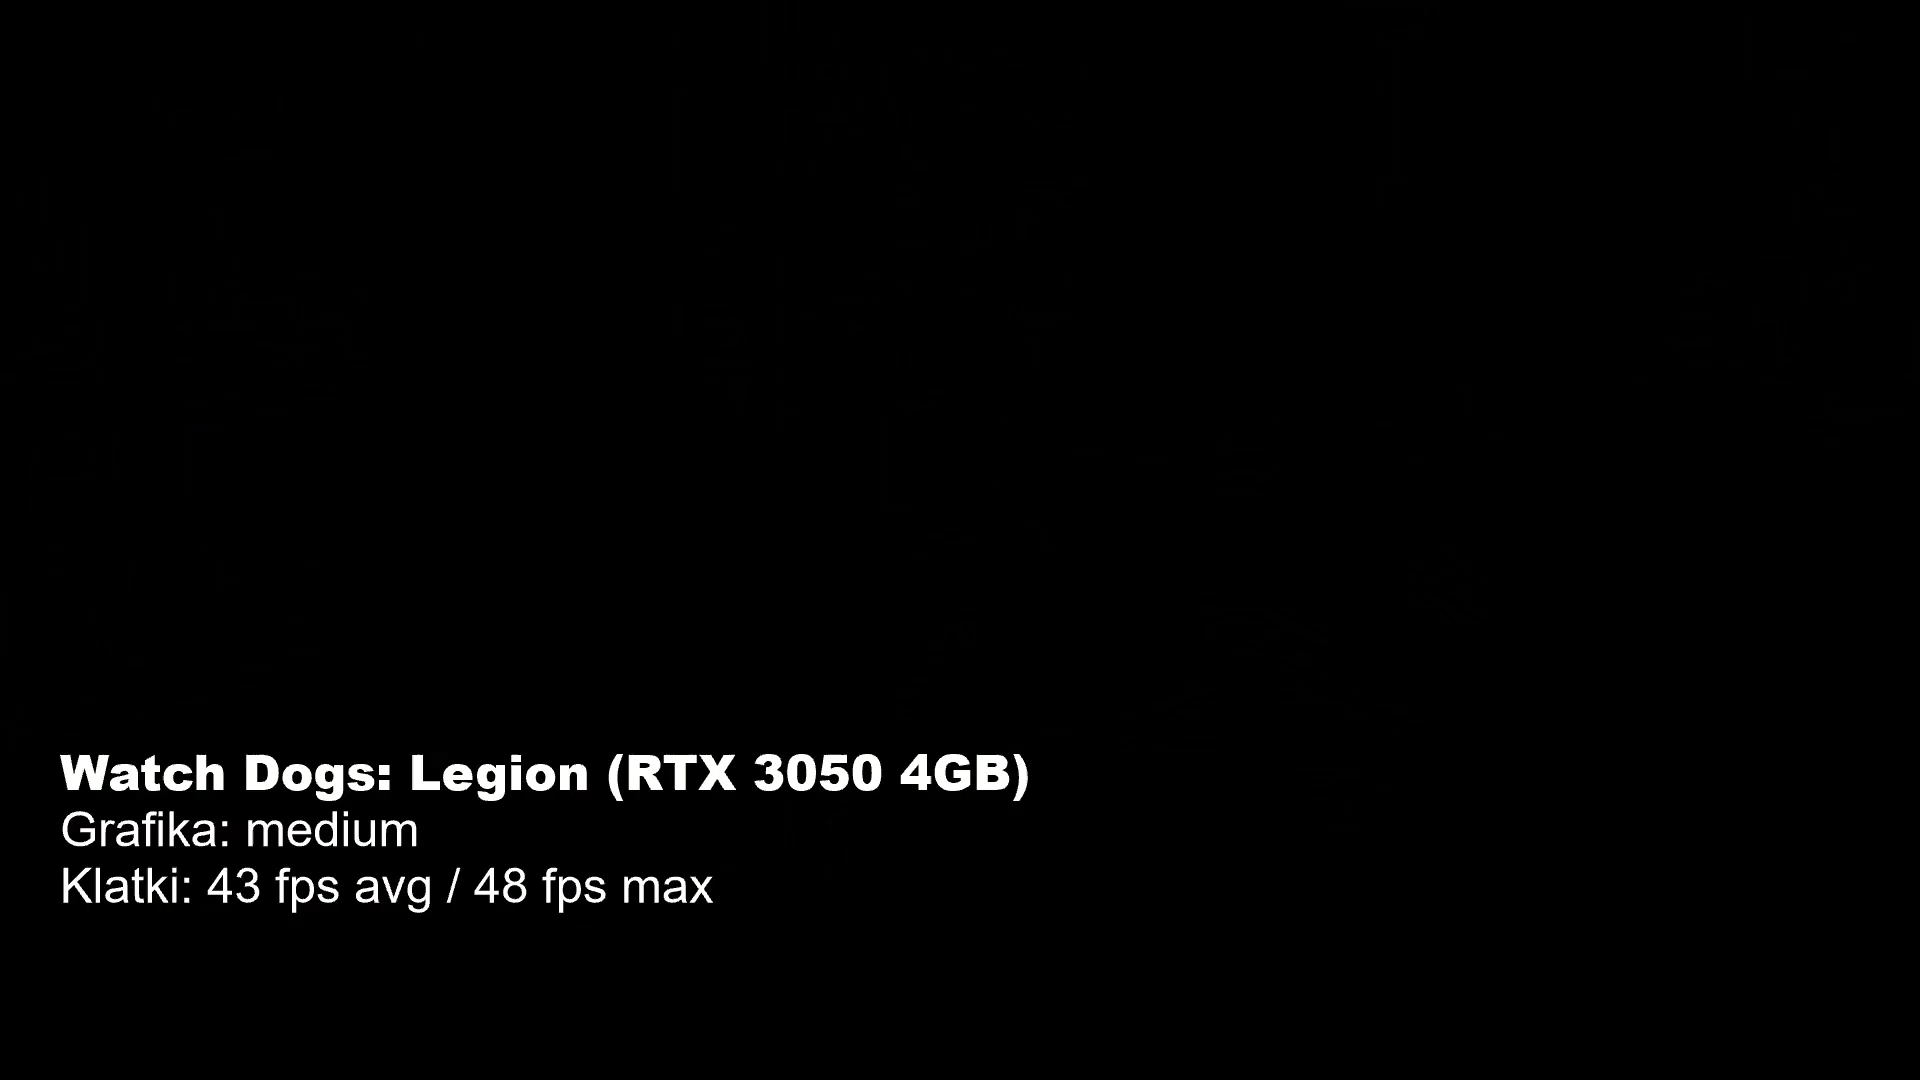 Watch Dogs: Legion (RTX 3050 4GB)
Grafika: medium
Klatki: 43 fps avg / 48 fps max